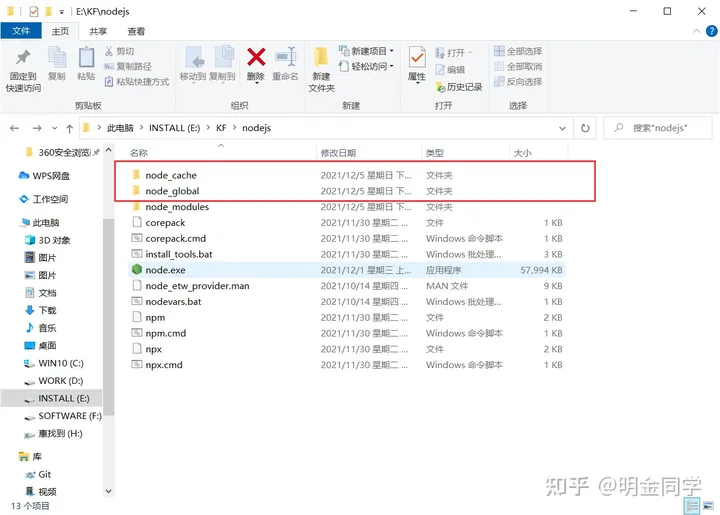 E:\KF\nodejs
文件 主页 共享 查看
固定到快速访问 复制 粘贴 剪切 复制路径 粘贴快捷方式 移动到 复制到 删除 重命名 新建文件夹 新建项目 轻松访问 属性 打开 编辑 历史记录 全部选择 全部取消 反向选择
剪贴板 组织 新建 打开 选择
此电脑 > INSTALL (E:) > KF > nodejs 搜索"nodejs"
360安全浏览
WPS网盘
工作空间
此电脑
3D 对象
图片
图片
文档
下载
音乐
桌面
WIN10 (C:)
WORK (D:)
INSTALL (E:)
SOFTWARE (F:)
惠找到 (H:)
库
Git
视频
名称 修改日期 类型 大小
node_cache 2021/12/5 星期日 下... 文件夹
node_global 2021/12/5 星期日 下... 文件夹
node_modules 2021/12/5 星期日 下... 文件夹
corepack 2021/11/30 星期二 ... 文件 1 KB
corepack.cmd 2021/11/30 星期二 ... Windows 命令脚本 1 KB
install_tools.bat 2021/11/30 星期二 ... Windows 批处理... 3 KB
node.exe 2021/12/1 星期三 上... 应用程序 57,994 KB
node_etw_provider.man 2021/10/14 星期四 ... MAN 文件 9 KB
nodevars.bat 2021/10/14 星期四 ... Windows 批处理... 1 KB
npm 2021/11/30 星期二 ... 文件 2 KB
npm.cmd 2021/11/30 星期二 ... Windows 命令脚本 1 KB
npx 2021/11/30 星期二 ... 文件 2 KB
npx.cmd 2021/11/30 星期二 ... Windows 命令脚本 1 KB
13 个项目
知乎 @明金同学